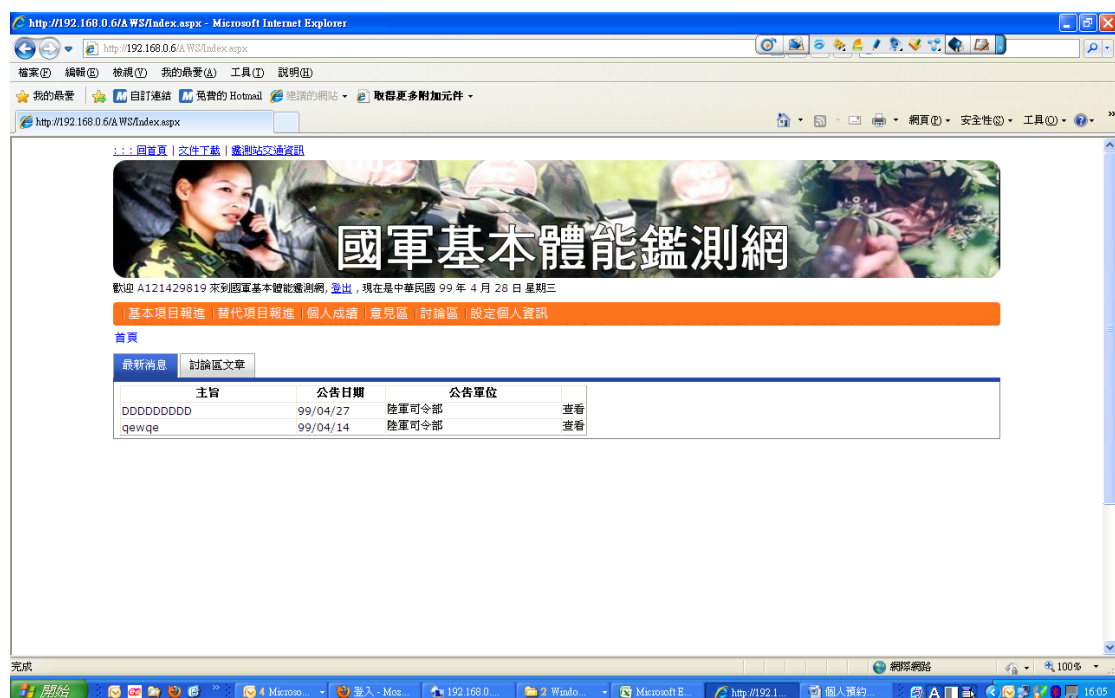 http://192.168.0.6/AWS/Index.aspx - Microsoft Internet Explorer
http://192.168.0.6/AWS/Index.aspx
檔案(F) 編輯(E) 檢視(V) 我的最愛(A) 工具(T) 說明(H)
我的最愛 自訂連結 免費的 Hotmail 建議的網站 取得更多附加元件
http://192.168.0.6/AWS/Index.aspx 網頁(P) 安全性(S) 工具(O) »
:::回首頁 | 文件下載 | 鑑測站交通資訊
國軍基本體能鑑測網
歡迎 A121429819 來到國軍基本體能鑑測網, 登出 , 現在是中華民國 99 年 4 月 28 日 星期三
|基本項目報進 |替代項目報進 |個人成績 |意見區 |討論區 |設定個人資訊
首頁
最新消息 討論區文章
主旨 公告日期 公告單位
DDDDDDDDD 99/04/27 陸軍司令部 查看
qewqe 99/04/14 陸軍司令部 查看
完成 網際網路 100%
開始 » 4 Microso... 登入 - Moz... 192.168.0.... 2 Windo... Microsoft E... http://192.1... 個人預約... A 16:05